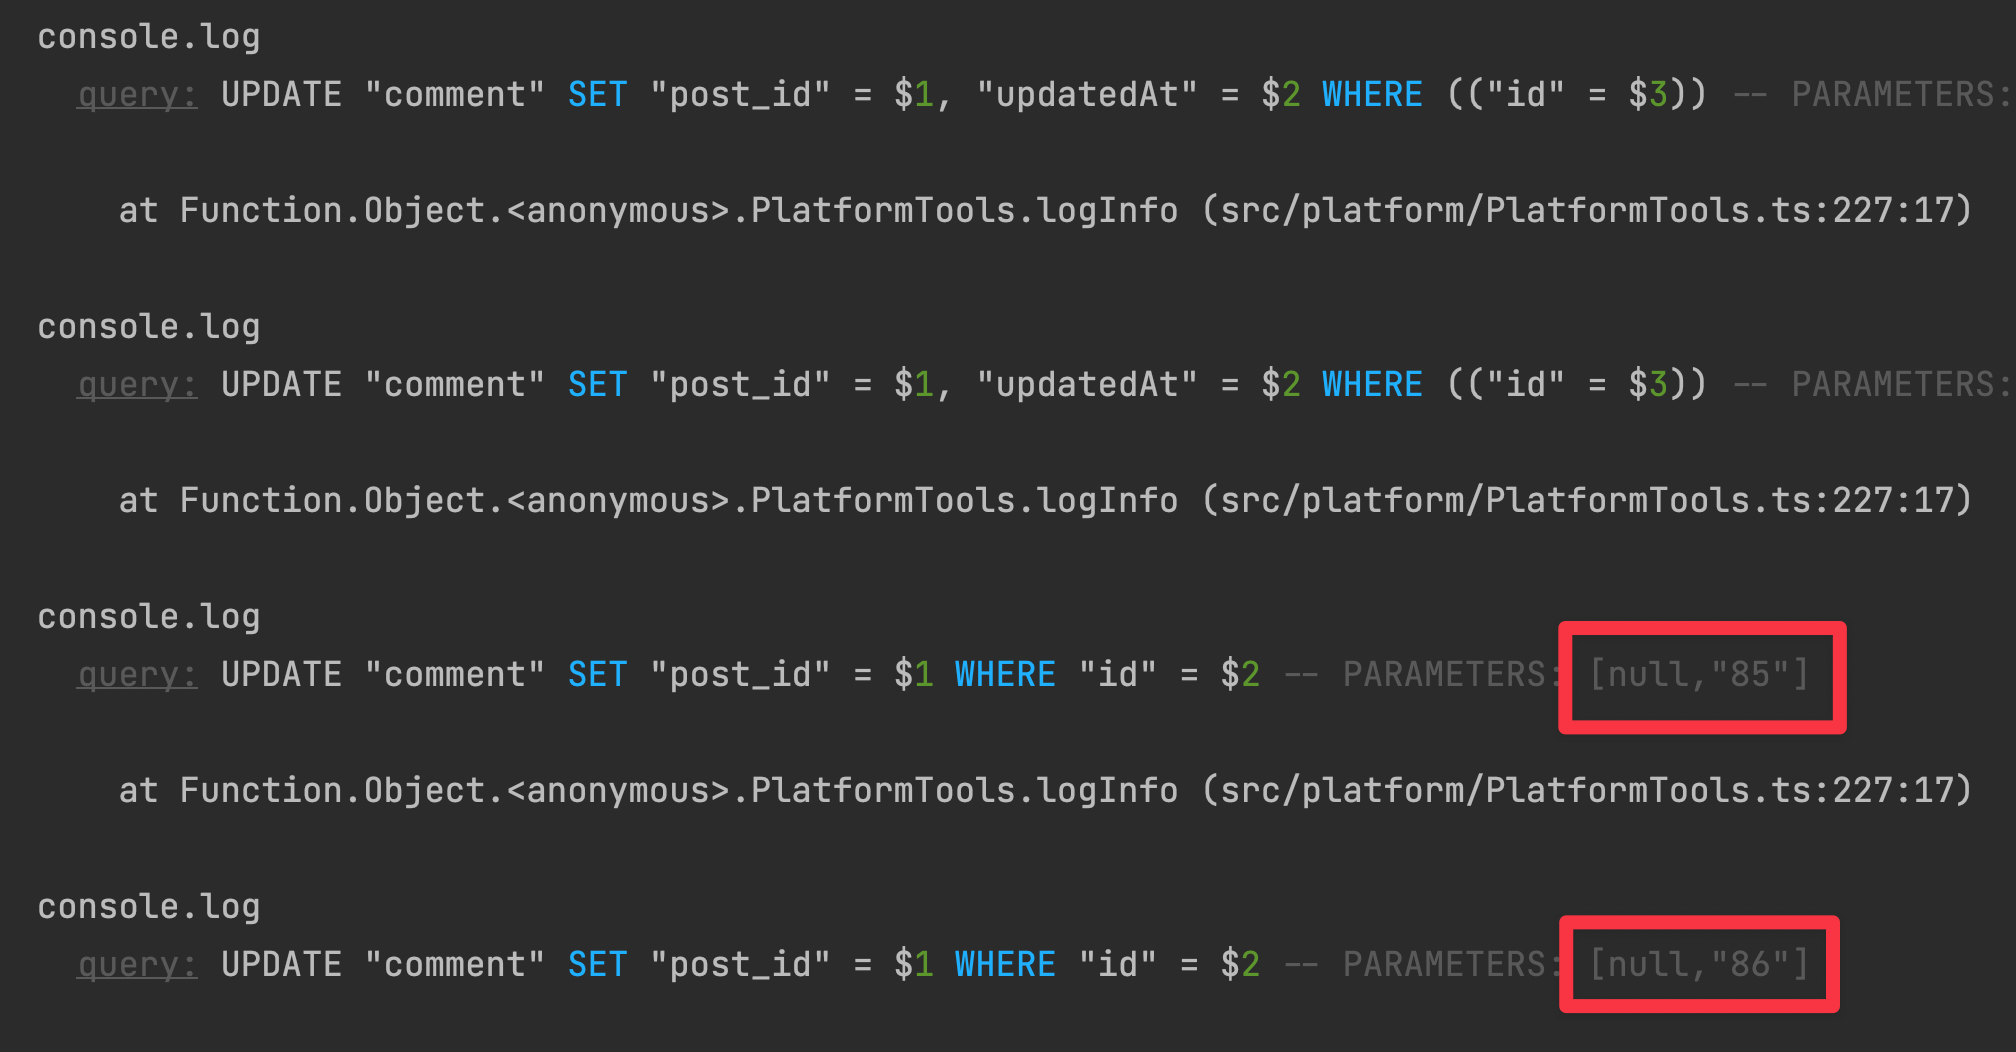 console.log
query: UPDATE "comment" SET "post_id" = $1, "updatedAt" = $2 WHERE (("id" = $3)) -- PARAMETERS:
at Function.Object.<anonymous>.PlatformTools.logInfo (src/platform/PlatformTools.ts:227:17)
console.log
query: UPDATE "comment" SET "post_id" = $1, "updatedAt" = $2 WHERE (("id" = $3)) -- PARAMETERS:
at Function.Object.<anonymous>.PlatformTools.logInfo (src/platform/PlatformTools.ts:227:17)
console.log
query: UPDATE "comment" SET "post_id" = $1 WHERE "id" = $2 -- PARAMETERS: [null,"85"]
at Function.Object.<anonymous>.PlatformTools.logInfo (src/platform/PlatformTools.ts:227:17)
console.log
query: UPDATE "comment" SET "post_id" = $1 WHERE "id" = $2 -- PARAMETERS: [null,"86"]